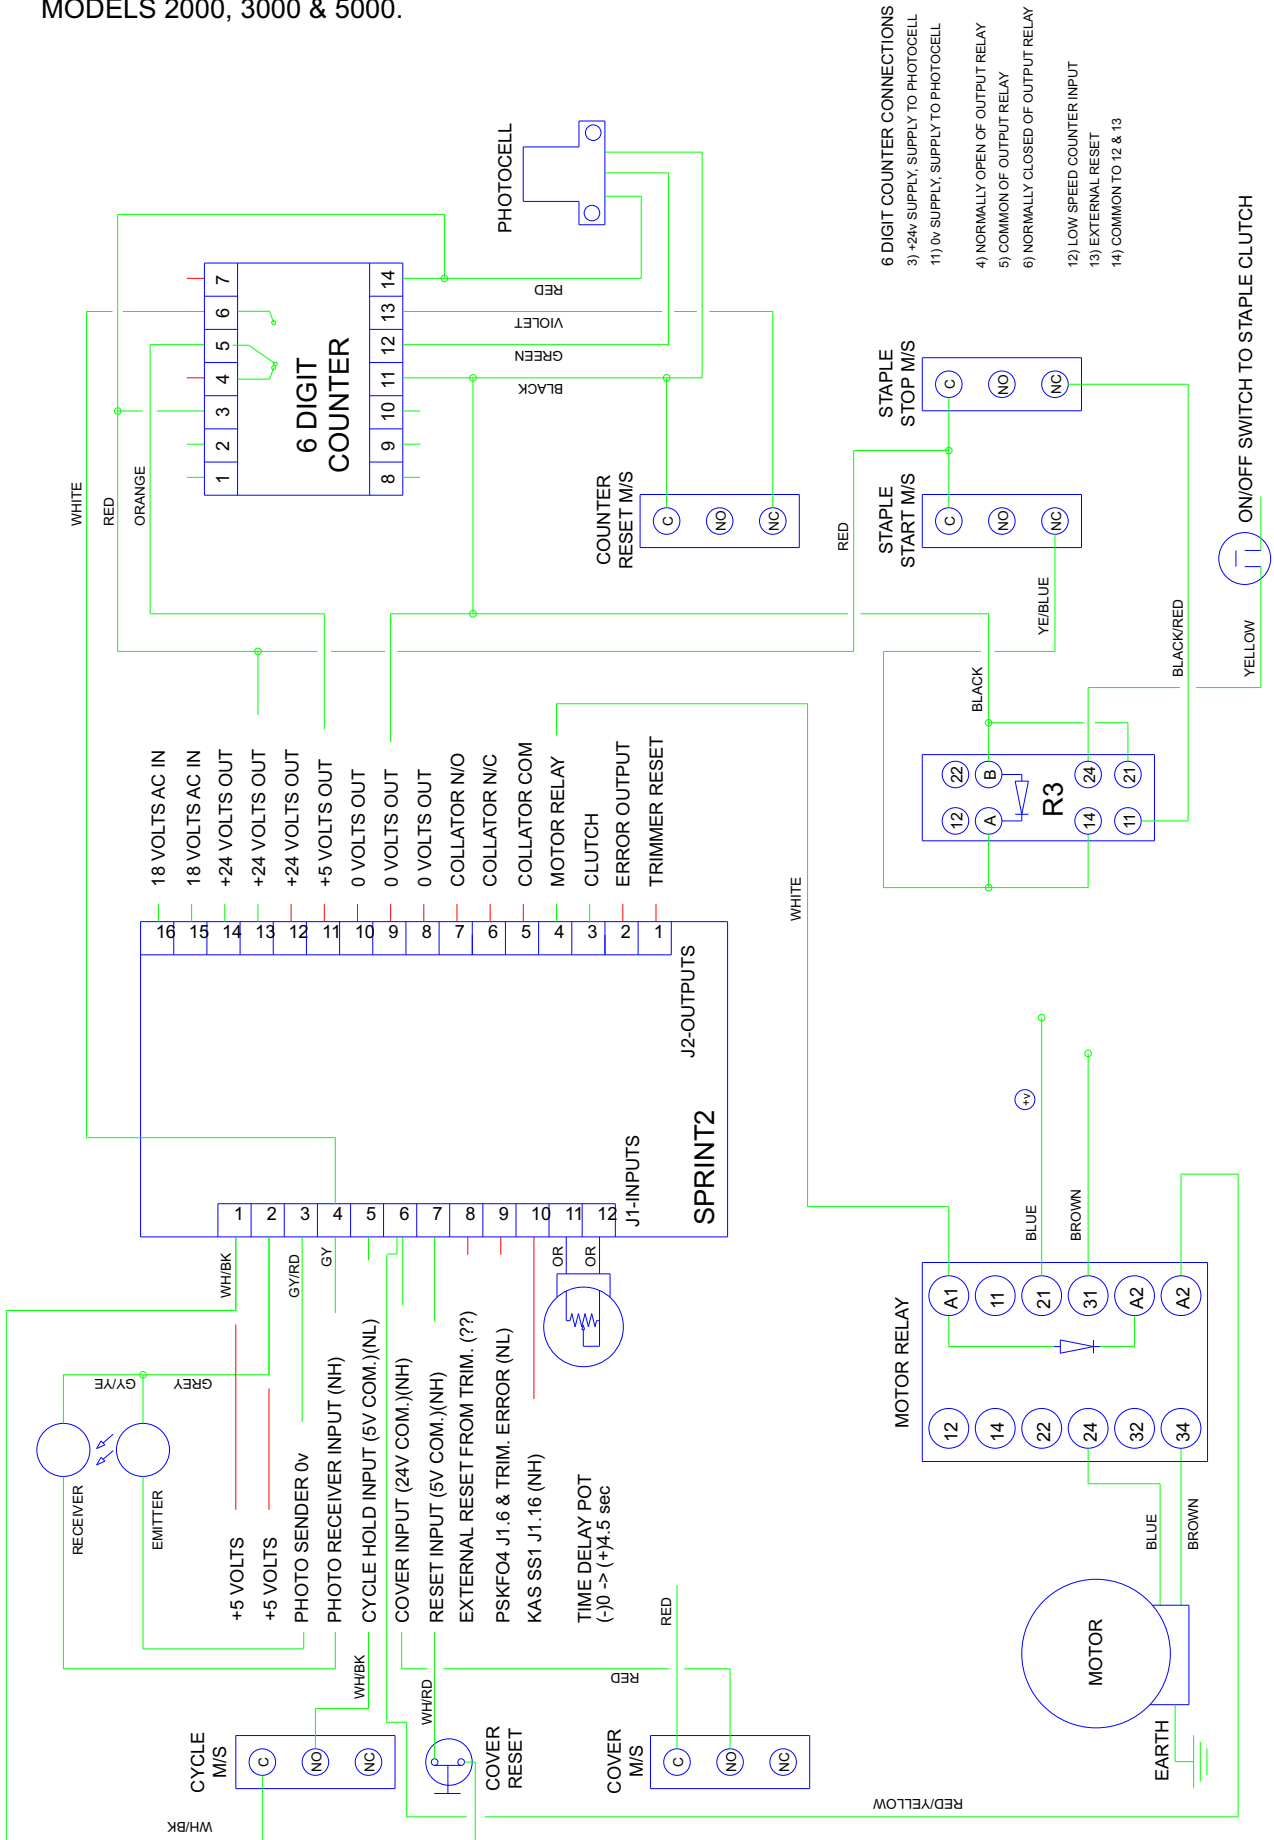 MODELS 2000, 3000 & 5000.
6 DIGIT COUNTER CONNECTIONS
3) +24v SUPPLY, SUPPLY TO PHOTOCELL
11) 0v SUPPLY, SUPPLY TO PHOTOCELL
4) NORMALLY OPEN OF OUTPUT RELAY
5) COMMON OF OUTPUT RELAY
6) NORMALLY CLOSED OF OUTPUT RELAY
12) LOW SPEED COUNTER INPUT
13) EXTERNAL RESET
14) COMMON TO 12 & 13
PHOTOCELL
6 DIGIT
COUNTER
1
2
3
4
5
6
7
8
9
10
11
12
13
14
RED
VIOLET
GREEN
BLACK
WHITE
RED
ORANGE
COUNTER
RESET M/S
C
NO
NC
STAPLE
STOP M/S
C
NO
NC
STAPLE
START M/S
C
NO
NC
RED
YE/BLUE
BLACK
BLACK/RED
YELLOW
ON/OFF SWITCH TO STAPLE CLUTCH
R3
12
22
A
B
14
24
11
21
18 VOLTS AC IN
18 VOLTS AC IN
+24 VOLTS OUT
+24 VOLTS OUT
+24 VOLTS OUT
+5 VOLTS OUT
0 VOLTS OUT
0 VOLTS OUT
0 VOLTS OUT
COLLATOR N/O
COLLATOR N/C
COLLATOR COM
MOTOR RELAY
CLUTCH
ERROR OUTPUT
TRIMMER RESET
16
15
14
13
12
11
10
9
8
7
6
5
4
3
2
1
J2-OUTPUTS
SPRINT2
J1-INPUTS
1
2
3
4
5
6
7
8
9
10
11
12
WHITE
WH/BK
GY/RD
GY
OR
OR
GY/YE
GREY
RECEIVER
EMITTER
+5 VOLTS
+5 VOLTS
PHOTO SENDER 0v
PHOTO RECEIVER INPUT (NH)
CYCLE HOLD INPUT (5V COM.)(NL)
COVER INPUT (24V COM.)(NH)
RESET INPUT (5V COM.)(NH)
EXTERNAL RESET FROM TRIM. (??)
PSKFO4 J1.6 & TRIM. ERROR (NL)
KAS SS1 J1.16 (NH)
TIME DELAY POT
(-)0 -> (+)4.5 sec
WH/BK
WH/RD
RED
RED
CYCLE
M/S
C
NO
NC
COVER
RESET
COVER
M/S
C
NO
NC
WH/BK
RED/YELLOW
MOTOR RELAY
A1
11
21
31
A2
A2
12
14
22
24
32
34
+v
BLUE
BROWN
BLUE
BROWN
MOTOR
EARTH